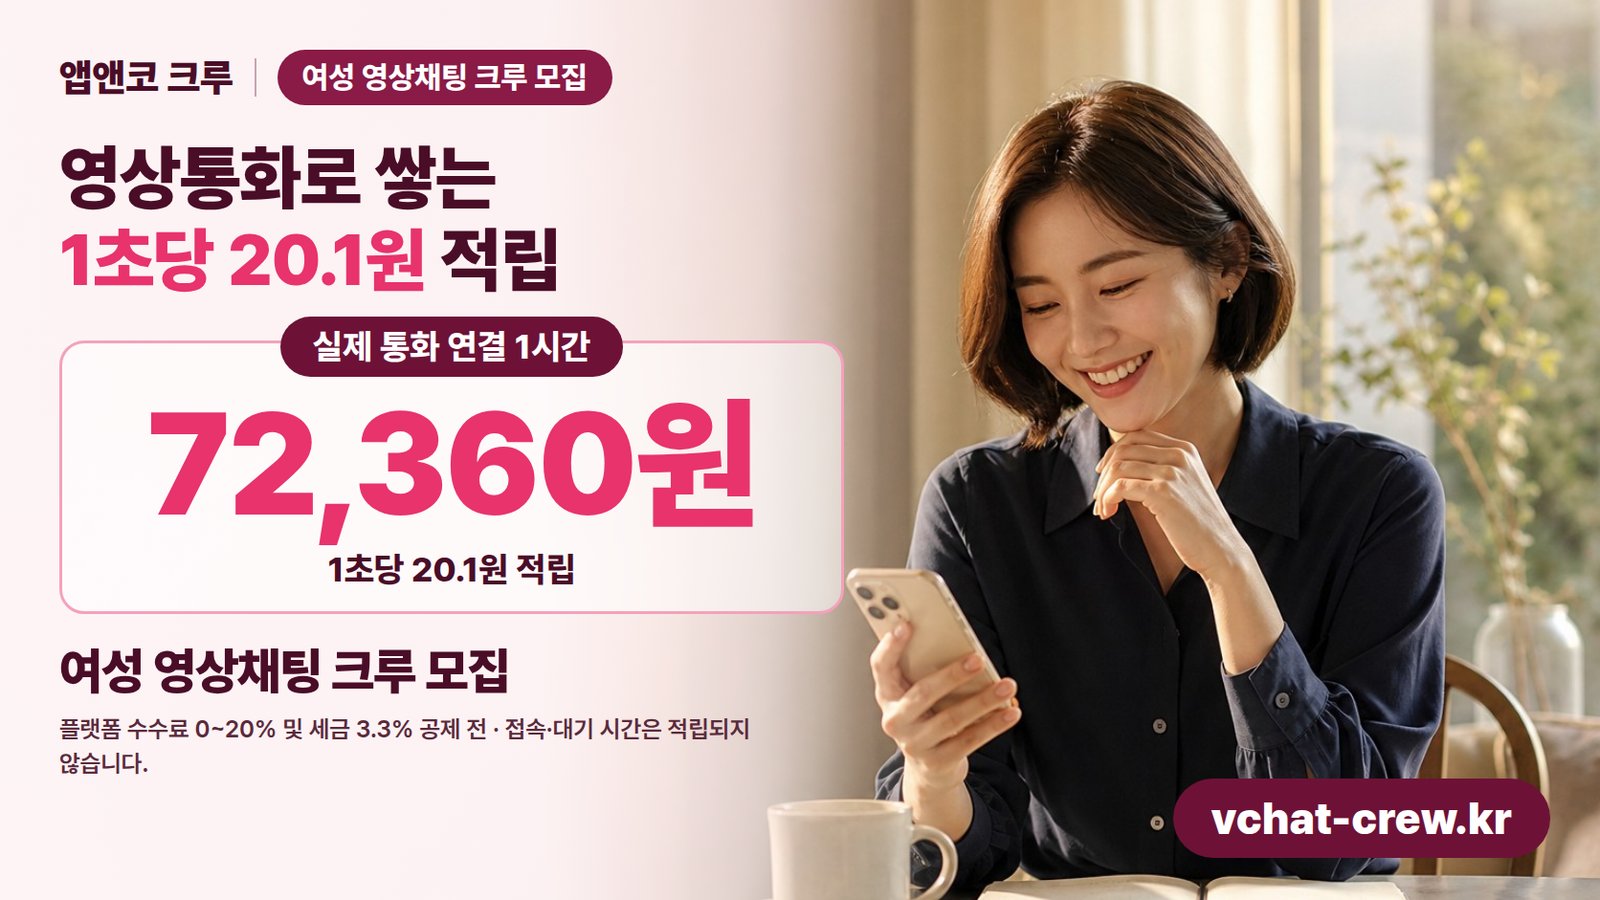 앱앤코 크루
여성 영상채팅 크루 모집
영상통화로 쌓는
1초당 20.1원 적립
실제 통화 연결 1시간
72,360원
1초당 20.1원 적립
여성 영상채팅 크루 모집
플랫폼 수수료 0~20% 및 세금 3.3% 공제 전 · 접속·대기 시간은 적립되지
않습니다.
vchat-crew.kr